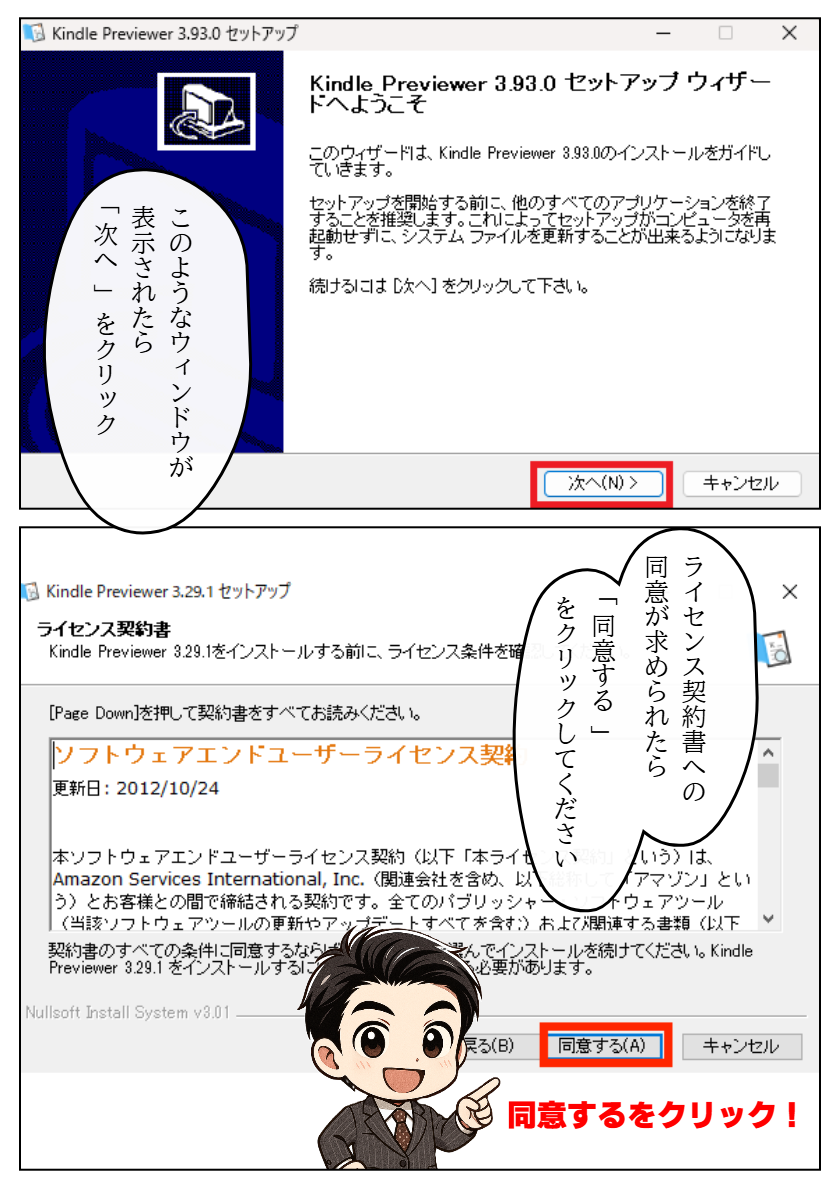 Kindle Previewer 3.93.0 セットアップ
Kindle Previewer 3.93.0 セットアップ ウィザー
ドへようこそ
このウィザードは、Kindle Previewer 3.93.0のインストールをガイドし
ていきます。
セットアップを開始する前に、他のすべてのアプリケーションを終了
することを推奨します。これによってセットアップがコンピュータを再
起動せずに、システム ファイルを更新することが出来るようになりま
す。
続けるには [次へ] をクリックして下さい。
このようなウィンドウが
表示されたら
「次へ」をクリック
次へ(N) >
キャンセル
ライセンス契約書への
同意が求められたら
「同意する」
をクリックしてください
Kindle Previewer 3.29.1 セットアップ
ライセンス契約書
Kindle Previewer 3.29.1をインストールする前に、ライセンス条件を確
[Page Down]を押して契約書をすべてお読みください。
ソフトウェアエンドユーザーライセンス契
更新日: 2012/10/24
本ソフトウェアエンドユーザーライセンス契約（以下「本ライセ いう）は、
Amazon Services International, Inc.（関連会社を含め、以 「アマゾン」とい
う）とお客様との間で締結される契約です。全てのパブリッシャー トウェアツール
（当該ソフトウェアツールの更新やアップデートすべてを含む）および関連する書類（以下
契約書のすべての条件に同意するならば 選んでインストールを続けてください。Kindle
Previewer 3.29.1 をインストールするに 必要があります。
Nullsoft Install System v3.01
戻る(B)
同意する(A)
キャンセル
同意するをクリック！